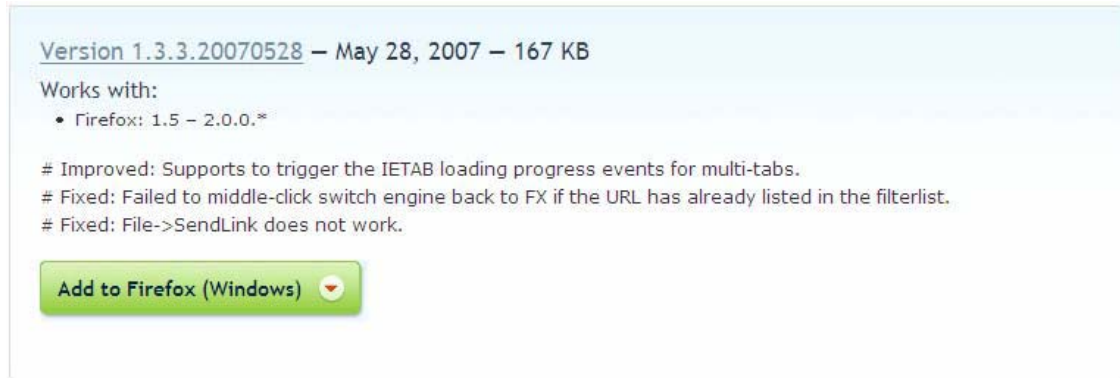 Version 1.3.3.20070528 — May 28, 2007 — 167 KB
Works with:
• Firefox: 1.5 – 2.0.0.*
# Improved: Supports to trigger the IETAB loading progress events for multi-tabs.
# Fixed: Failed to middle-click switch engine back to FX if the URL has already listed in the filterlist.
# Fixed: File->SendLink does not work.
Add to Firefox (Windows)